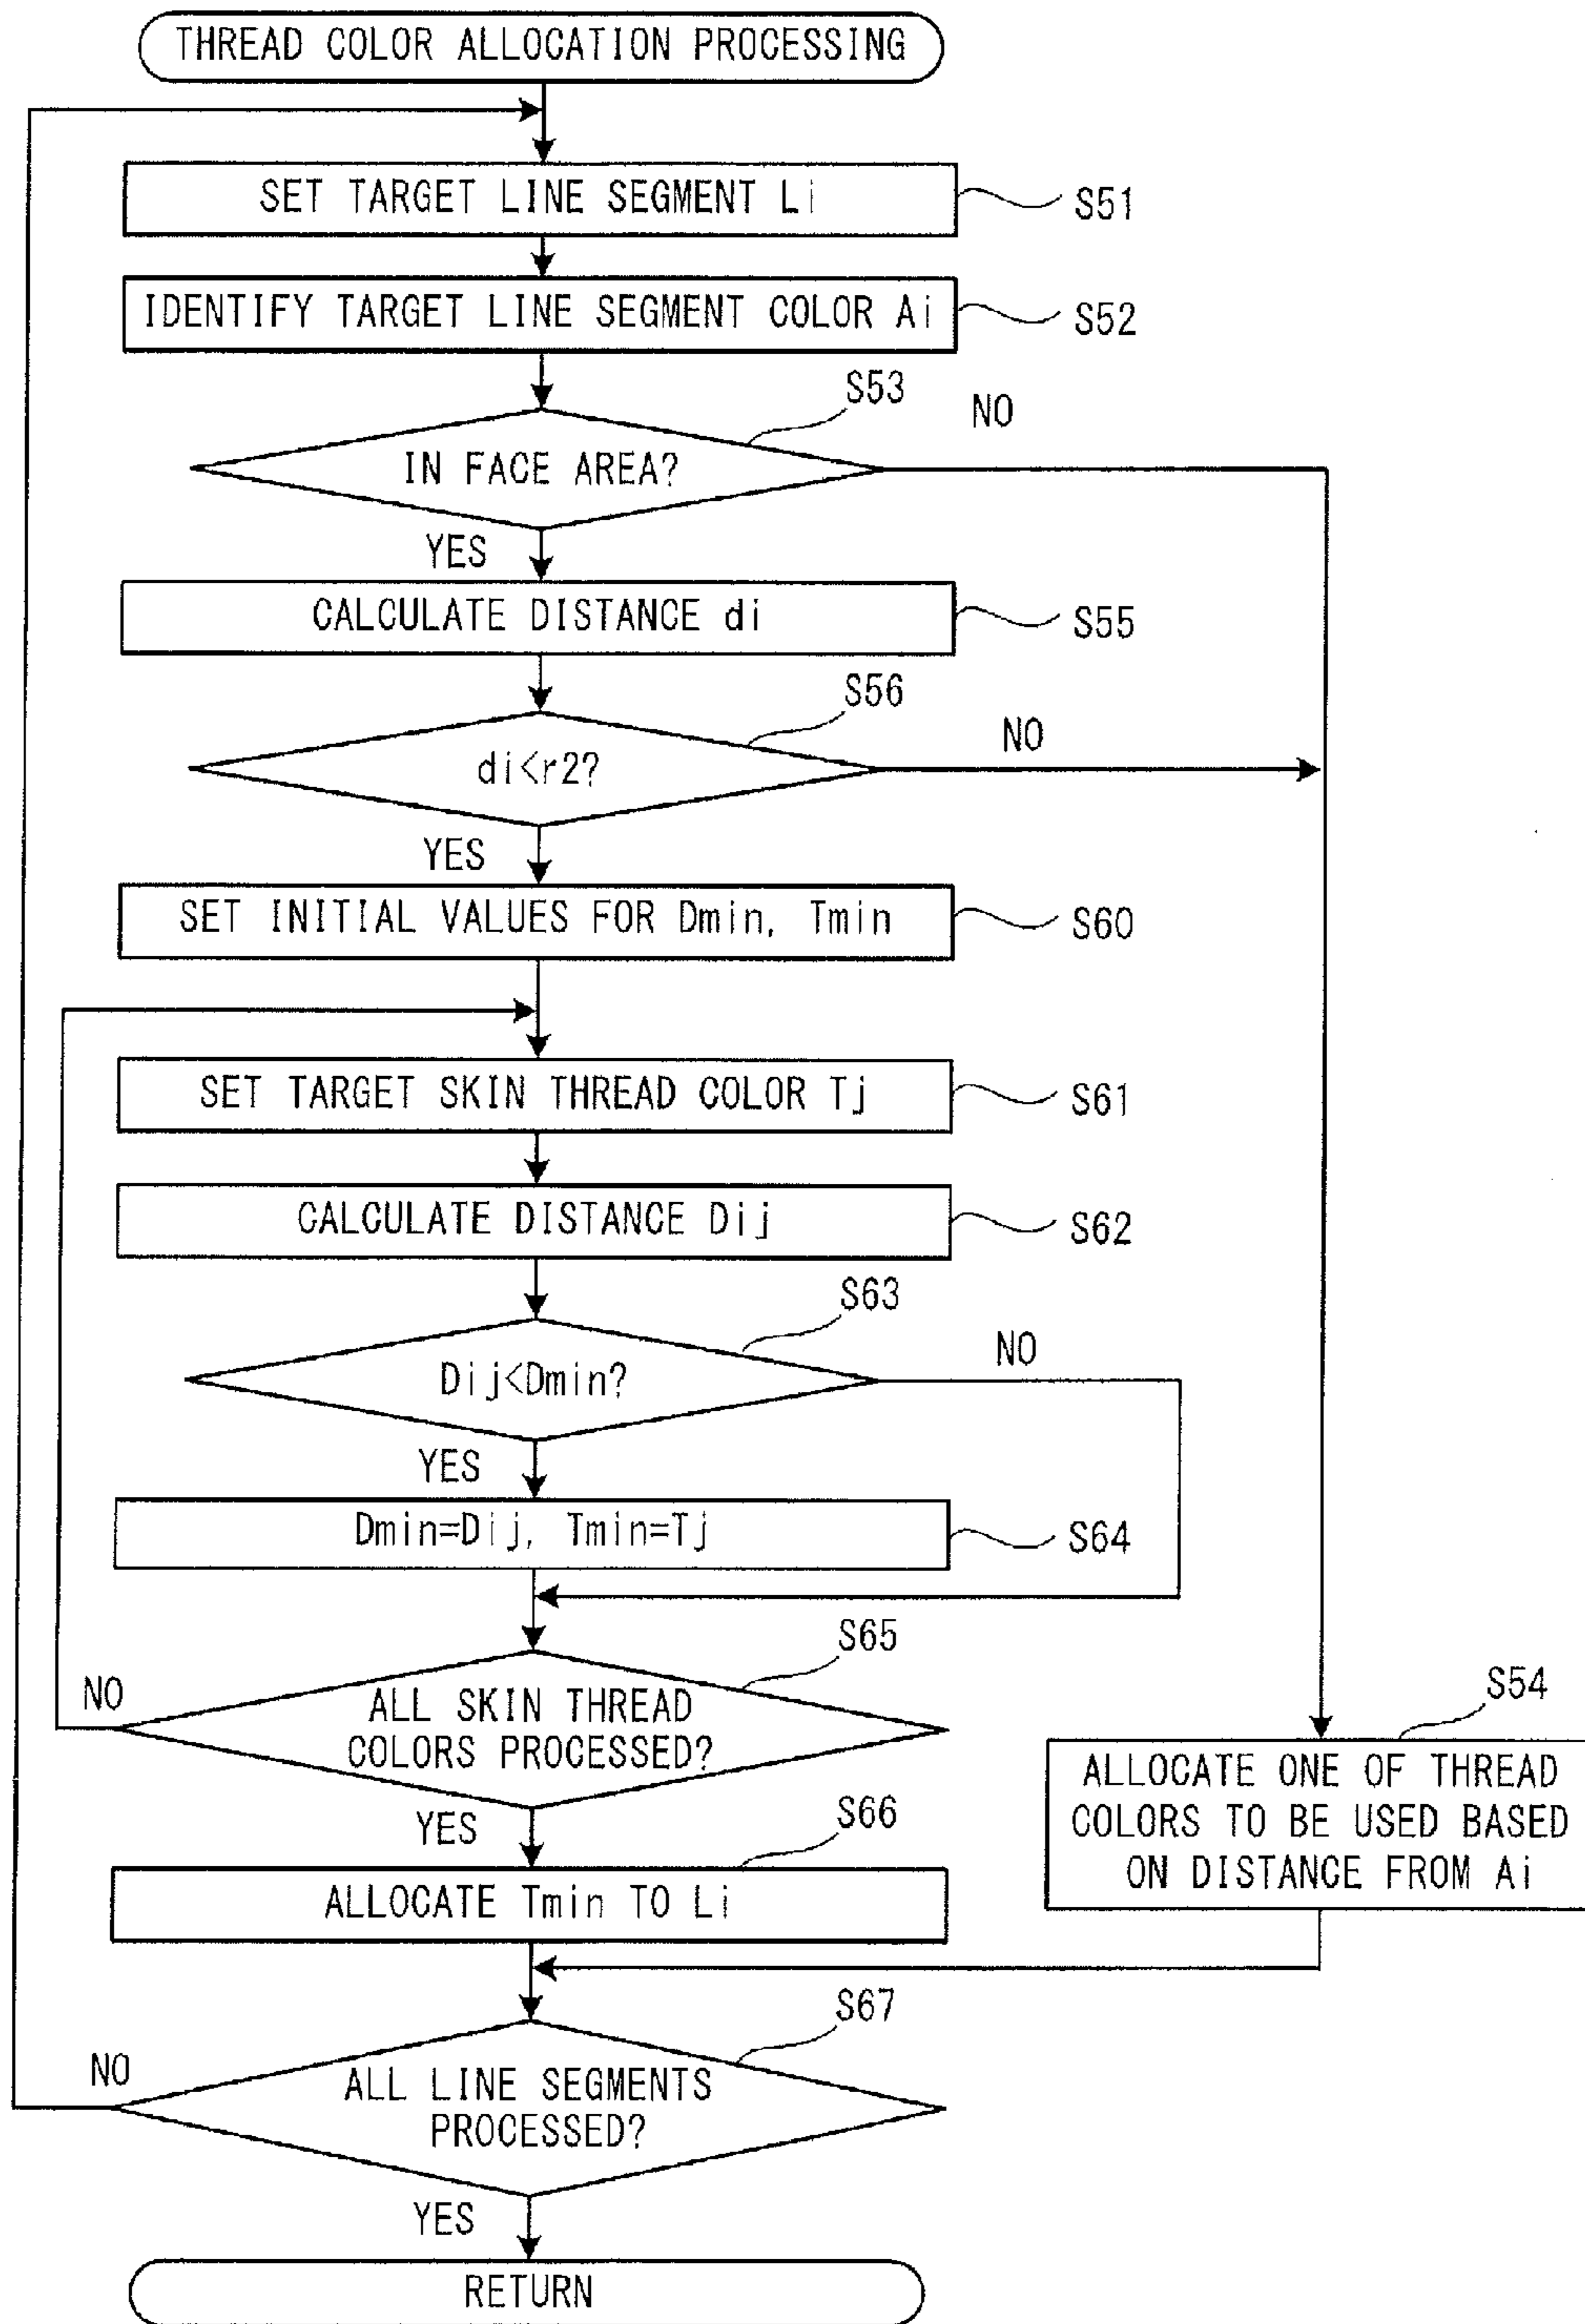 THREAD COLOR ALLOCATION PROCESSING
SET TARGET LINE SEGMENT Li
S51
IDENTIFY TARGET LINE SEGMENT COLOR Ai
S52
S53
NO
IN FACE AREA?
YES
CALCULATE DISTANCE di
S55
S56
NO
di<r2?
YES
SET INITIAL VALUES FOR Dmin, Tmin
S60
SET TARGET SKIN THREAD COLOR Tj
S61
CALCULATE DISTANCE Dij
S62
S63
NO
Dij<Dmin?
YES
Dmin=Dij, Tmin=Tj
S64
S65
NO
ALL SKIN THREAD
COLORS PROCESSED?
YES
S54
ALLOCATE ONE OF THREAD
COLORS TO BE USED BASED
ON DISTANCE FROM Ai
S66
ALLOCATE Tmin TO Li
S67
NO
ALL LINE SEGMENTS
PROCESSED?
YES
RETURN